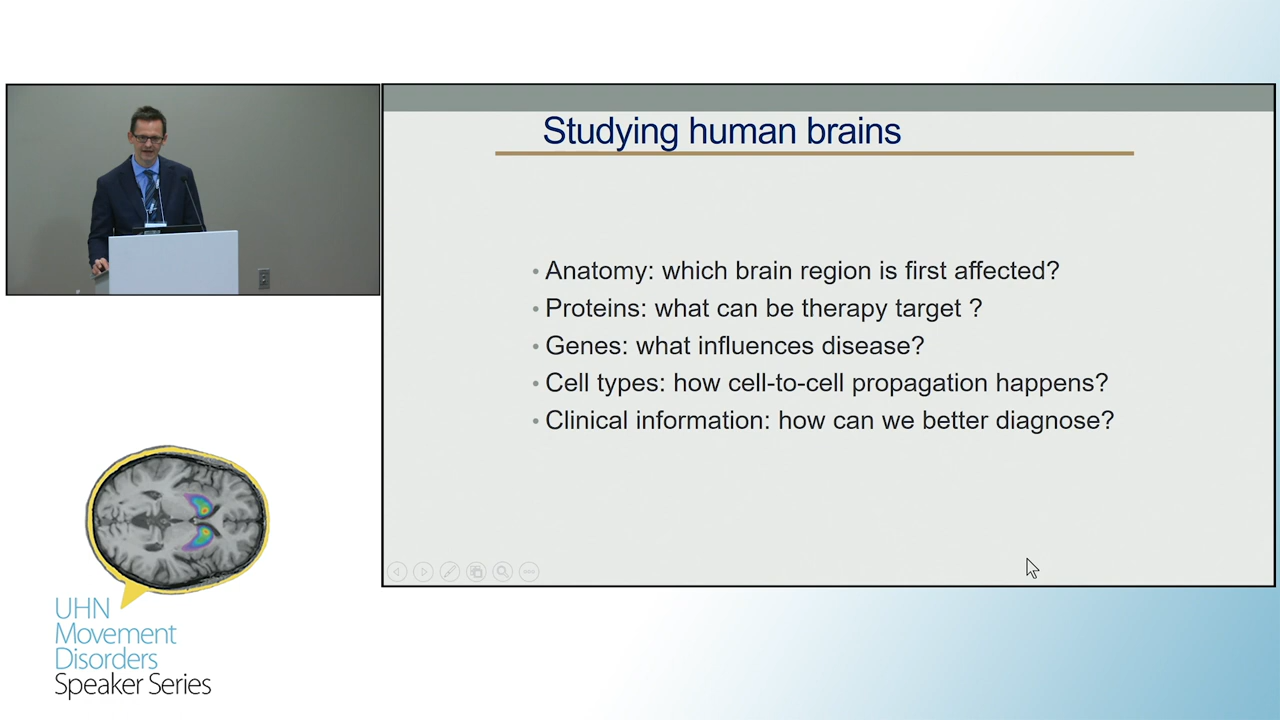 Studying human brains
• Anatomy: which brain region is first affected?
• Proteins: what can be therapy target ?
• Genes: what influences disease?
• Cell types: how cell-to-cell propagation happens?
• Clinical information: how can we better diagnose?
UHN
Movement
Disorders
Speaker Series